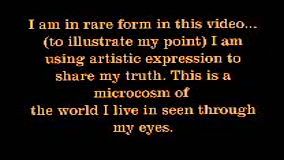 I am in rare form in this video...
(to illustrate my point) I am
using artistic expression to
share my truth. This is a
microcosm of
the world I live in seen through
my eyes.